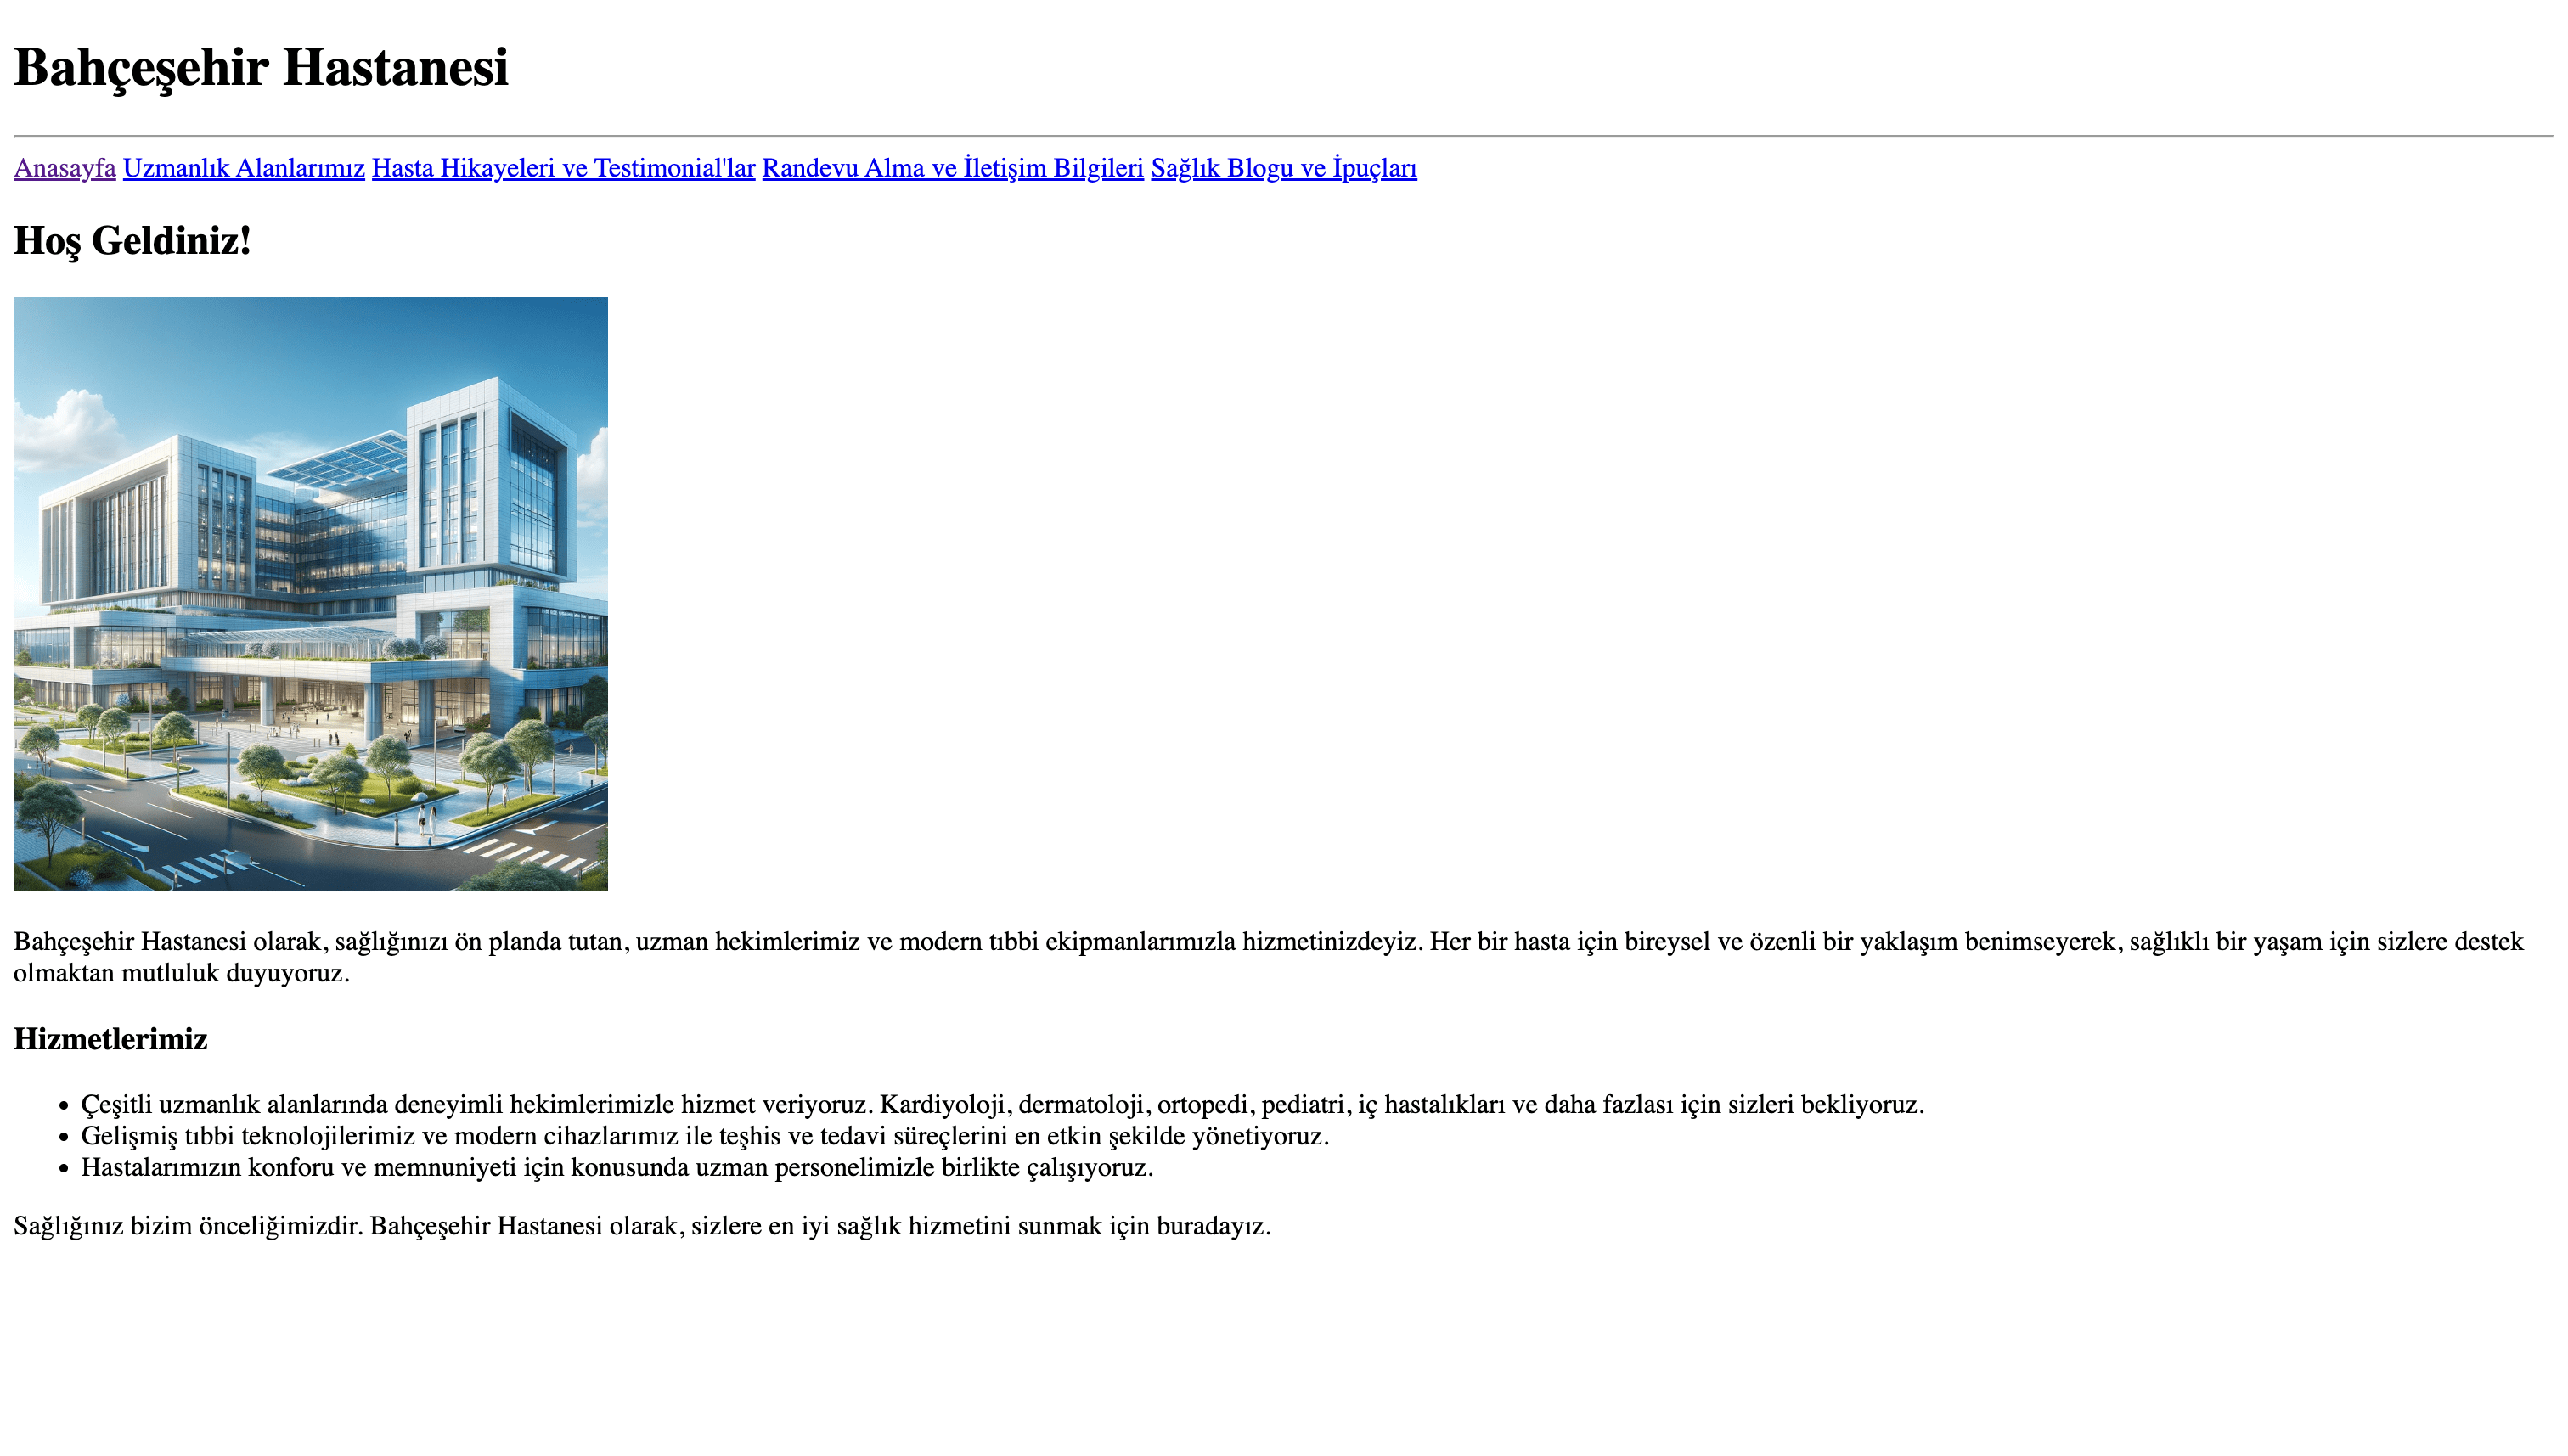 Bahçeşehir Hastanesi
Anasayfa Uzmanlık Alanlarımız Hasta Hikayeleri ve Testimonial'lar Randevu Alma ve İletişim Bilgileri Sağlık Blogu ve İpuçları
Hoş Geldiniz!
Bahçeşehir Hastanesi olarak, sağlığınızı ön planda tutan, uzman hekimlerimiz ve modern tıbbi ekipmanlarımızla hizmetinizdeyiz. Her bir hasta için bireysel ve özenli bir yaklaşım benimseyerek, sağlıklı bir yaşam için sizlere destek
olmaktan mutluluk duyuyoruz.
Hizmetlerimiz
• Çeşitli uzmanlık alanlarında deneyimli hekimlerimizle hizmet veriyoruz. Kardiyoloji, dermatoloji, ortopedi, pediatri, iç hastalıkları ve daha fazlası için sizleri bekliyoruz.
• Gelişmiş tıbbi teknolojilerimiz ve modern cihazlarımız ile teşhis ve tedavi süreçlerini en etkin şekilde yönetiyoruz.
• Hastalarımızın konforu ve memnuniyeti için konusunda uzman personelimizle birlikte çalışıyoruz.
Sağlığınız bizim önceliğimizdir. Bahçeşehir Hastanesi olarak, sizlere en iyi sağlık hizmetini sunmak için buradayız.